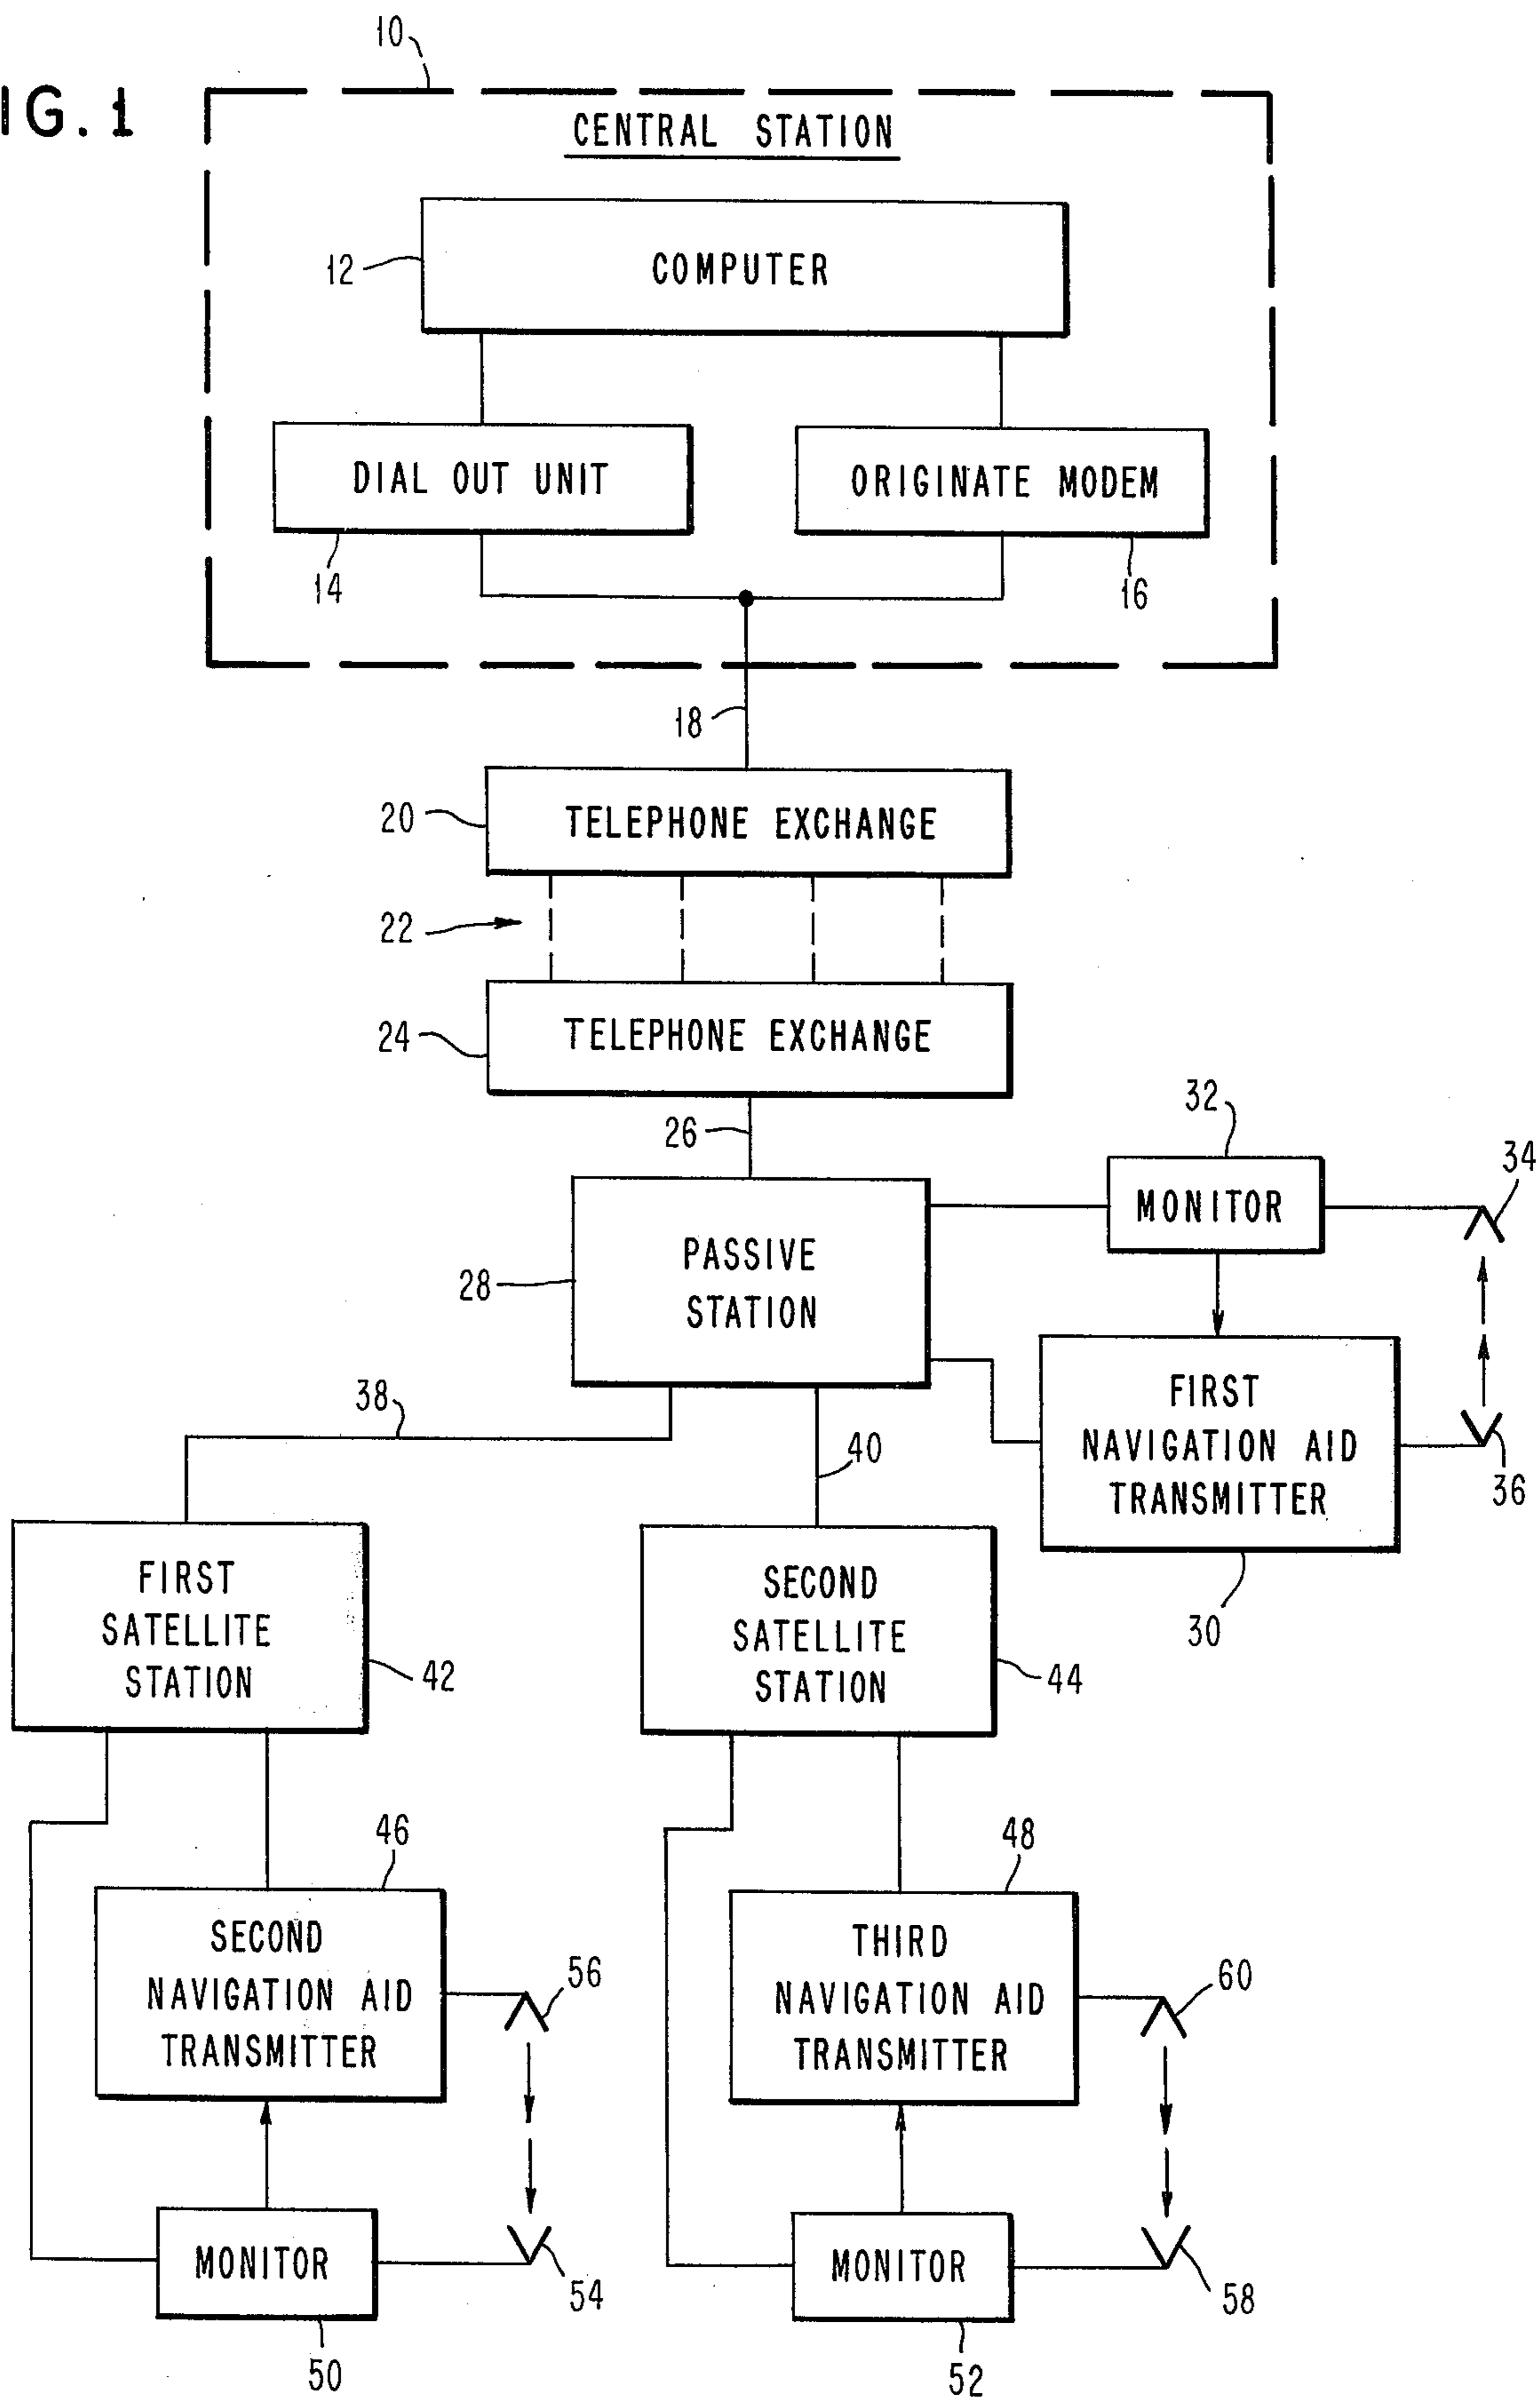 IG. 1
10
CENTRAL STATION
12
COMPUTER
DIAL OUT UNIT
ORIGINATE MODEM
14
16
18
20
TELEPHONE EXCHANGE
22
24
TELEPHONE EXCHANGE
26
32
34
MONITOR
28
PASSIVE
STATION
36
FIRST
NAVIGATION AID
TRANSMITTER
30
38
40
FIRST
SATELLITE
STATION
42
SECOND
SATELLITE
STATION
44
46
SECOND
NAVIGATION AID
TRANSMITTER
56
48
THIRD
NAVIGATION AID
TRANSMITTER
60
MONITOR
54
50
MONITOR
58
52